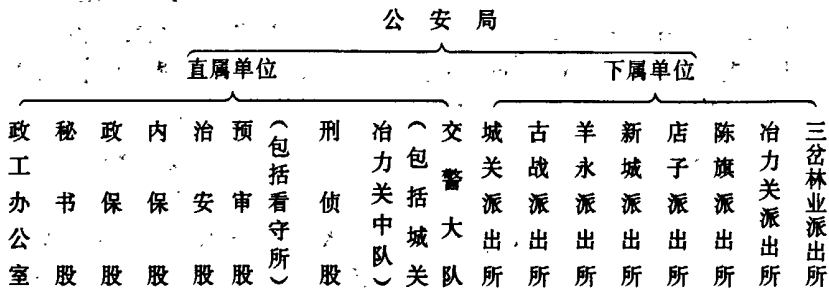 公安局
直属单位
下属单位
政工办公室
秘书股
政保股
内保股
治安股
预审股
（包括看守所）
刑侦股
交警大队
（包括城关
冶力关中队）
城关派出所
古战派出所
羊永派出所
新城派出所
店子派出所
陈旗派出所
冶力关派出所
三岔林业派出所